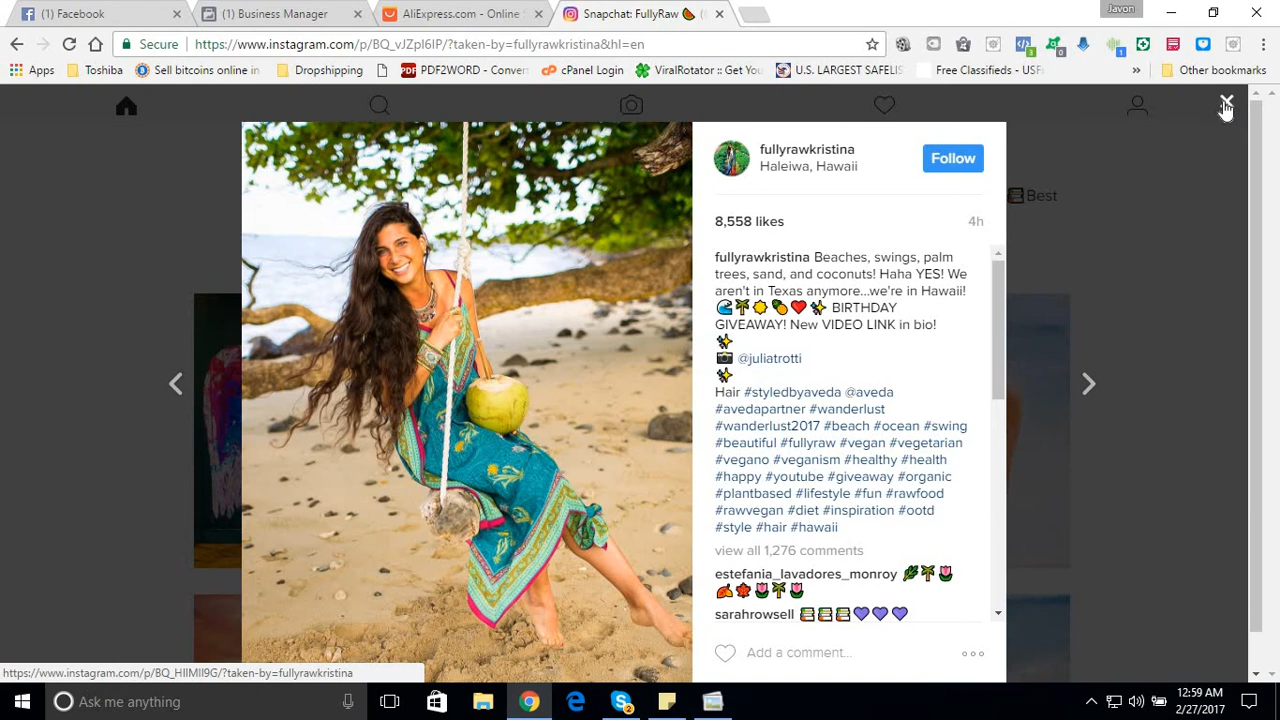 (1) Facebook
(1) Business Manager
AliExpress.com - Online S
Snapchat: FullyRaw
Javon
Secure
https://www.instagram.com/p/BQ_vJZpl6IP/?taken-by=fullyrawkristina&hl=en
Apps
Toshiba
Sell bitcoins online in
Dropshipping
PDF2WORD - Convert
cPanel Login
ViralRotator :: Get You
U.S. LARGEST SAFELIS
Free Classifieds - USF
Other bookmarks
Best
fullyrawkristina
Haleiwa, Hawaii
Follow
8,558 likes
4h
fullyrawkristina Beaches, swings, palm
trees, sand, and coconuts! Haha YES! We
aren't in Texas anymore...we're in Hawaii!
🌊🌴☀️🍍❤️✨ BIRTHDAY
GIVEAWAY! New VIDEO LINK in bio!
✨
📷 @juliatrotti
✨
Hair #styledbyaveda @aveda
#avedapartner #wanderlust
#wanderlust2017 #beach #ocean #swing
#beautiful #fullyraw #vegan #vegetarian
#vegano #veganism #healthy #health
#happy #youtube #giveaway #organic
#plantbased #lifestyle #fun #rawfood
#rawvegan #diet #inspiration #ootd
#style #hair #hawaii
view all 1,276 comments
estefania_lavadores_monroy 🌿🌴🌷
🍂🍁🌷🌴🌷
sarahrowsell 📚📚📚💜💜💜
Add a comment...
https://www.instagram.com/p/BQ_HIIMII9G/?taken-by=fullyrawkristina
Ask me anything
12:59 AM
2/27/2017